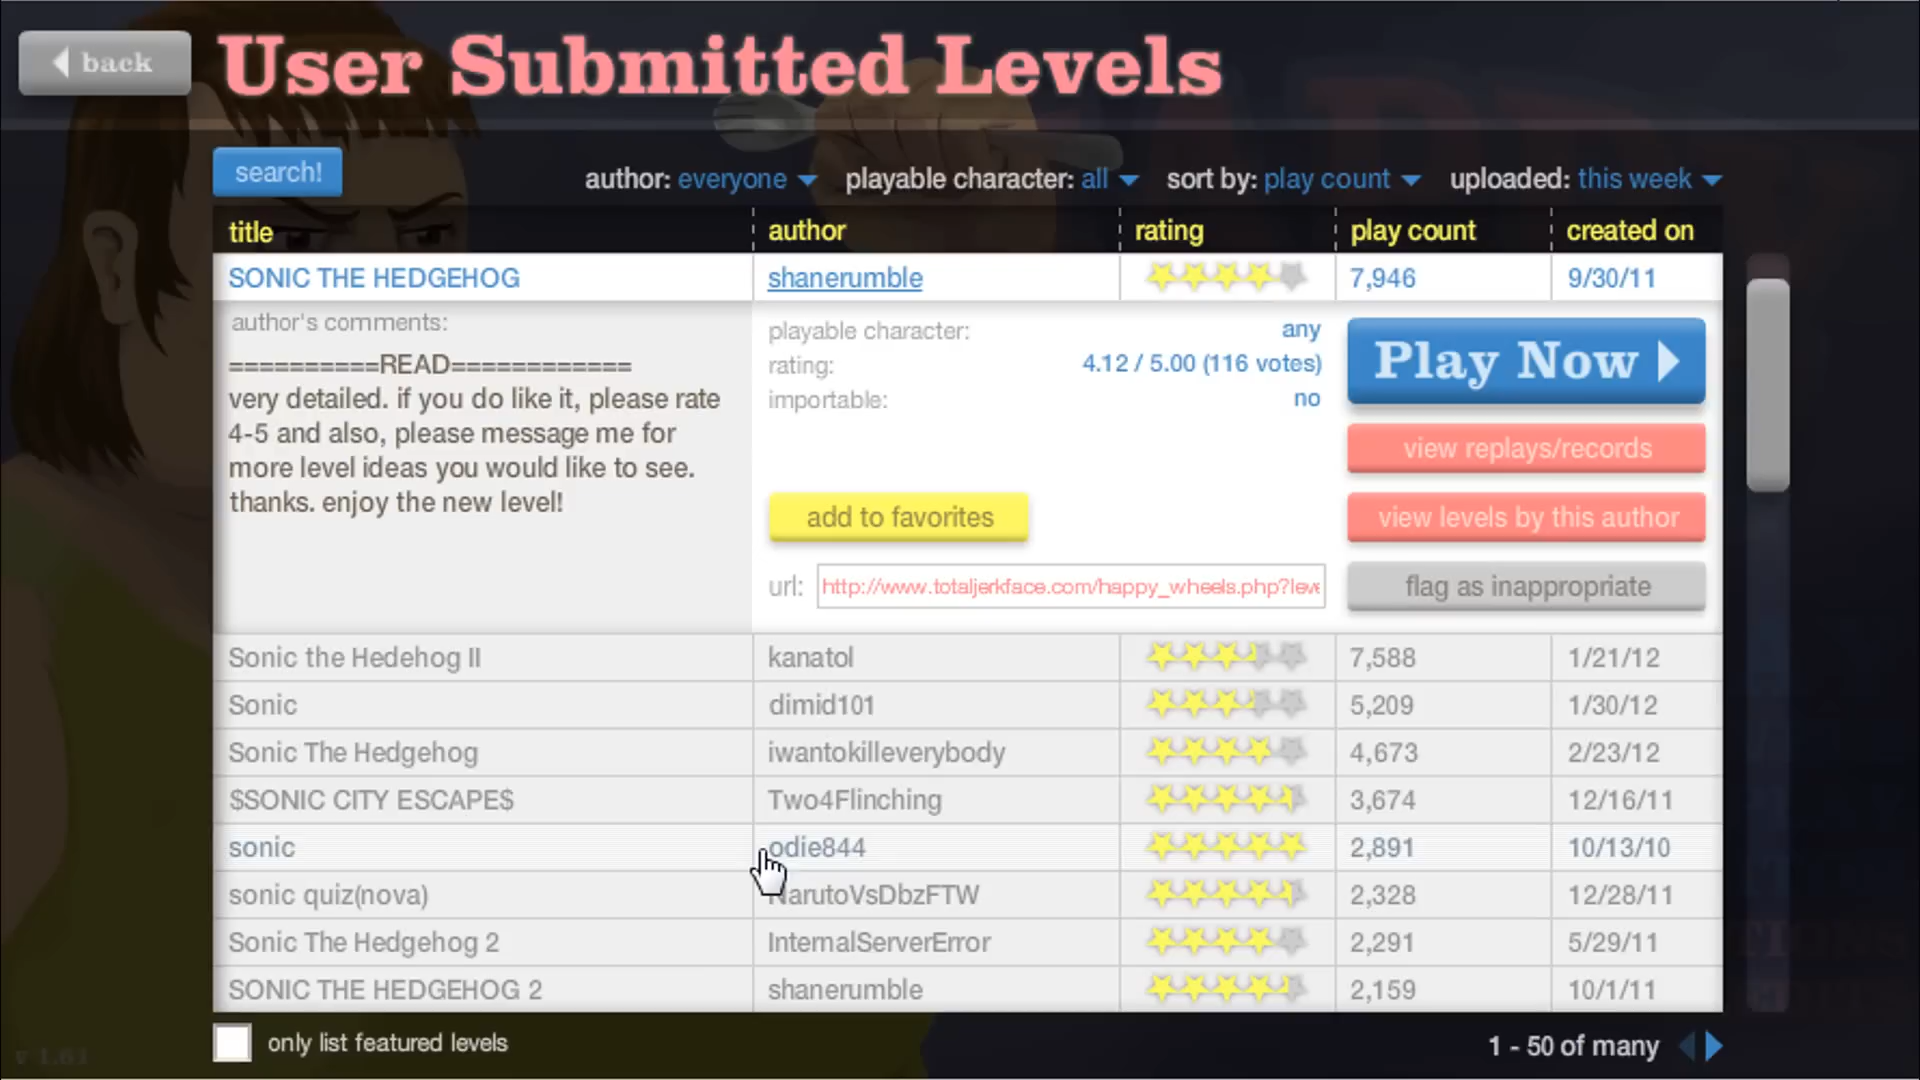 back
User Submitted Levels
search!
author: everyone playable character: all sort by: play count uploaded: this week
title author rating play count created on
SONIC THE HEDGEHOG shanerumble 7,946 9/30/11
author's comments:
==========READ============
very detailed. if you do like it, please rate
4-5 and also, please message me for
more level ideas you would like to see.
thanks. enjoy the new level!
playable character: any
rating: 4.12 / 5.00 (116 votes)
importable: no
add to favorites
url: http://www.totaljerkface.com/happy_wheels.php?leve
Play Now
view replays/records
view levels by this author
flag as inappropriate
Sonic the Hedehog II kanatol 7,588 1/21/12
Sonic dimid101 5,209 1/30/12
Sonic The Hedgehog iwantokilleverybody 4,673 2/23/12
$SONIC CITY ESCAPE$ Two4Flinching 3,674 12/16/11
sonic odie844 2,891 10/13/10
sonic quiz(nova) NarutoVsDbzFTW 2,328 12/28/11
Sonic The Hedgehog 2 InternalServerError 2,291 5/29/11
SONIC THE HEDGEHOG 2 shanerumble 2,159 10/1/11
only list featured levels
1 - 50 of many
v 1.61